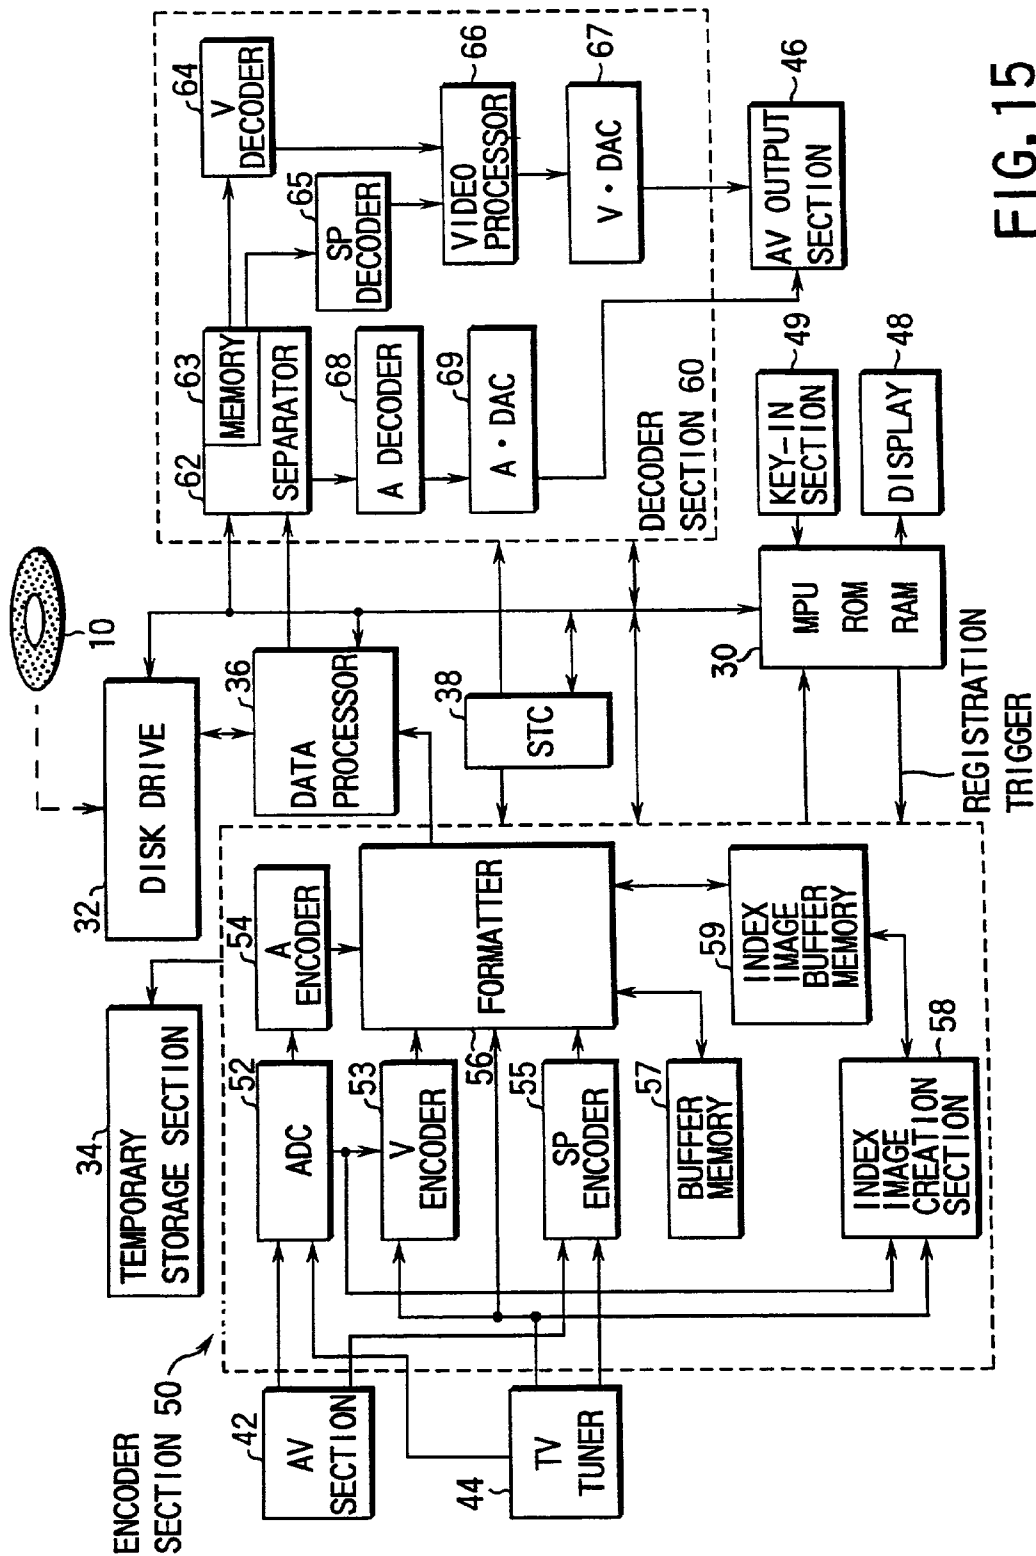 ENCODER
SECTION 50
34
TEMPORARY
STORAGE SECTION
32
DISK DRIVE
10
42
AV
SECTION
44
TV
TUNER
52
ADC
54
A
ENCODER
53
V
ENCODER
55
SP
ENCODER
56
FORMATTER
57
BUFFER
MEMORY
59
INDEX
IMAGE
BUFFER
MEMORY
58
INDEX
IMAGE
CREATION
SECTION
36
DATA
PROCESSOR
38
STC
30
MPU
ROM
RAM
REGISTRATION
TRIGGER
49
KEY-IN
SECTION
48
DISPLAY
DECODER
SECTION 60
62
SEPARATOR
63
MEMORY
64
V
DECODER
65
SP
DECODER
66
VIDEO
PROCESSOR
67
V·DAC
68
A DECODER
69
A·DAC
46
AV OUTPUT
SECTION
FIG. 15